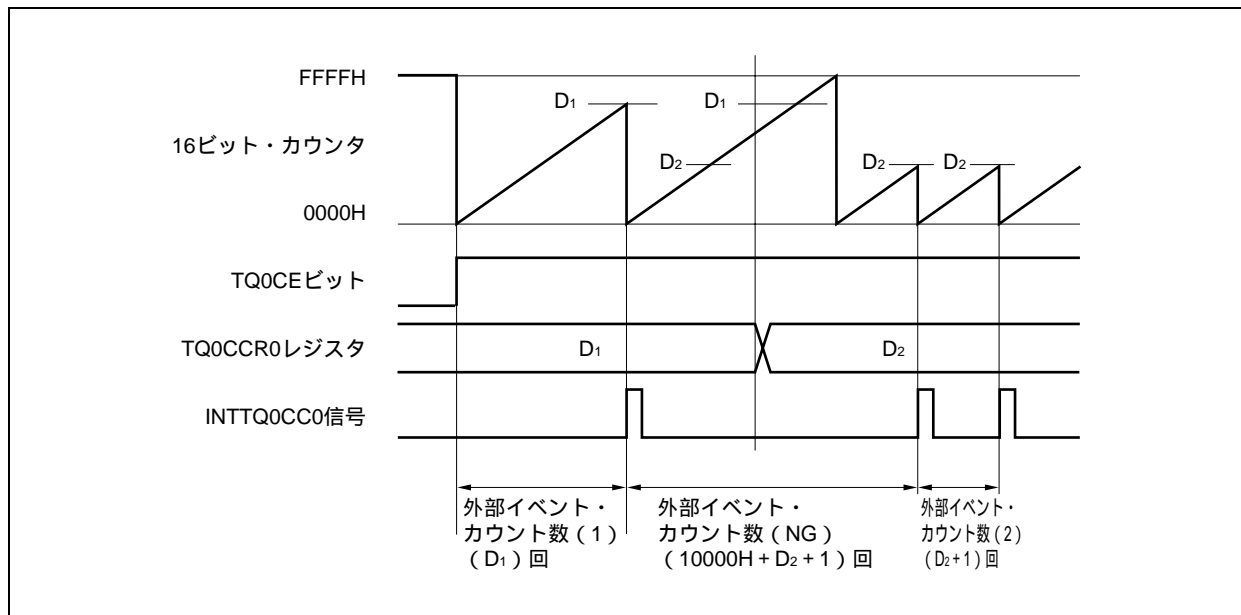 FFFFH
D1
D1
16ビット・カウンタ
D2
D2
D2
0000H
TQ0CEビット
TQ0CCR0レジスタ
D1
D2
INTTQ0CC0信号
外部イベント・
カウント数（1）
（D1）回
外部イベント・
カウント数（NG）
（10000H + D2 + 1）回
外部イベント・
カウント数（2）
（D2+1）回